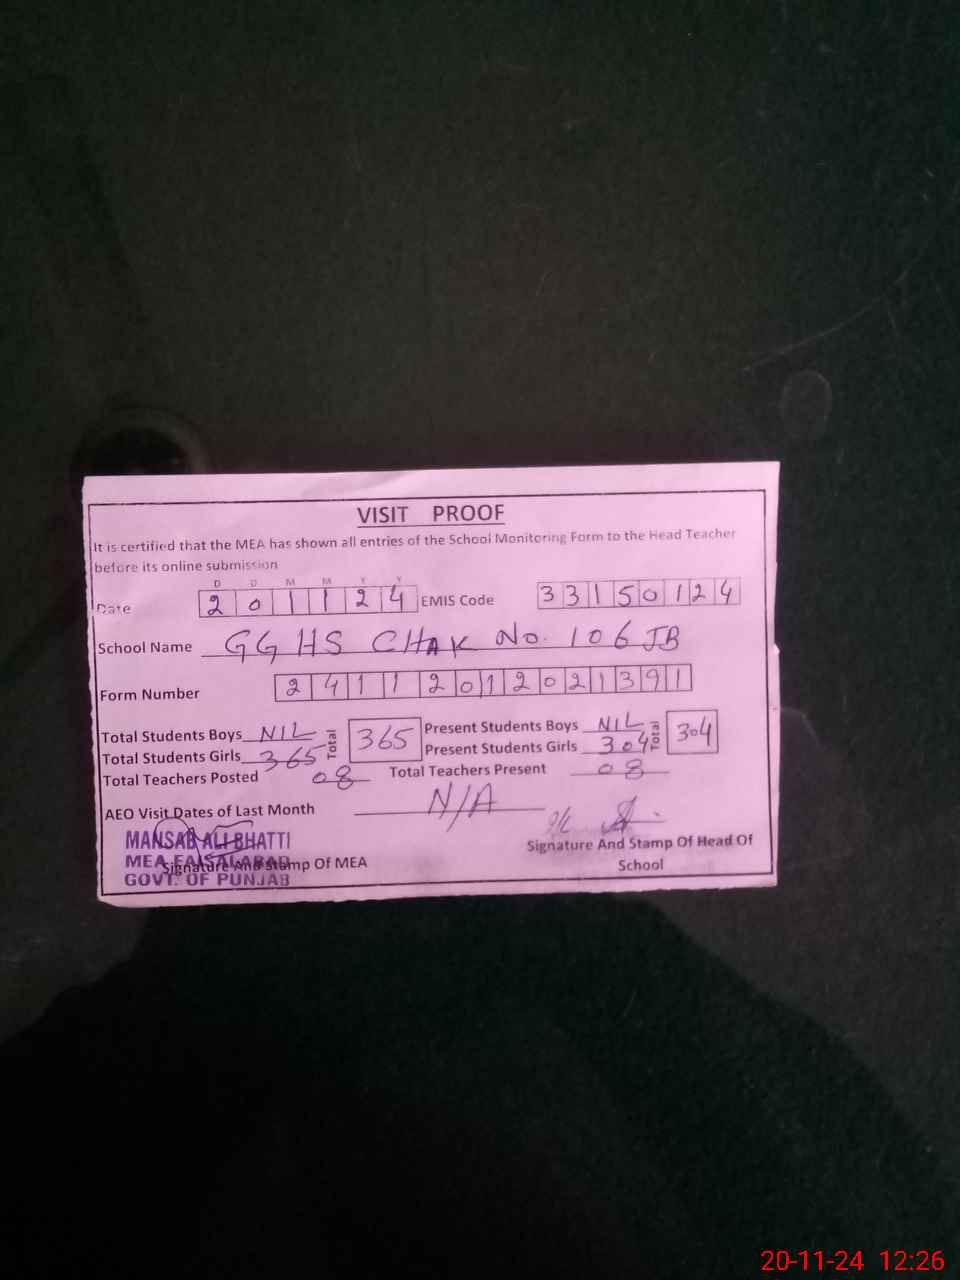 VISIT PROOF
It is certified that the MEA has shown all entries of the School Monitoring Form to the Head Teacher
before its online submission
D D M M Y Y
Date 2 0 1 1 2 4 EMIS Code 3 3 1 5 0 1 2 4
School Name GGHS CHAK No. 106 JB
Form Number 2 4 1 1 2 0 1 2 0 2 1 3 9 1
Total Students Boys NIL Total 365 Present Students Boys NIL Total 304
Total Students Girls 365 Present Students Girls 304
Total Teachers Posted 08 Total Teachers Present 08
AEO Visit Dates of Last Month N/A
MANSAB ALI BHATTI
MEA FAISALABAD
GOVT. OF PUNJAB
Signature And Stamp Of MEA
Signature And Stamp Of Head Of
School
20-11-24 12:26